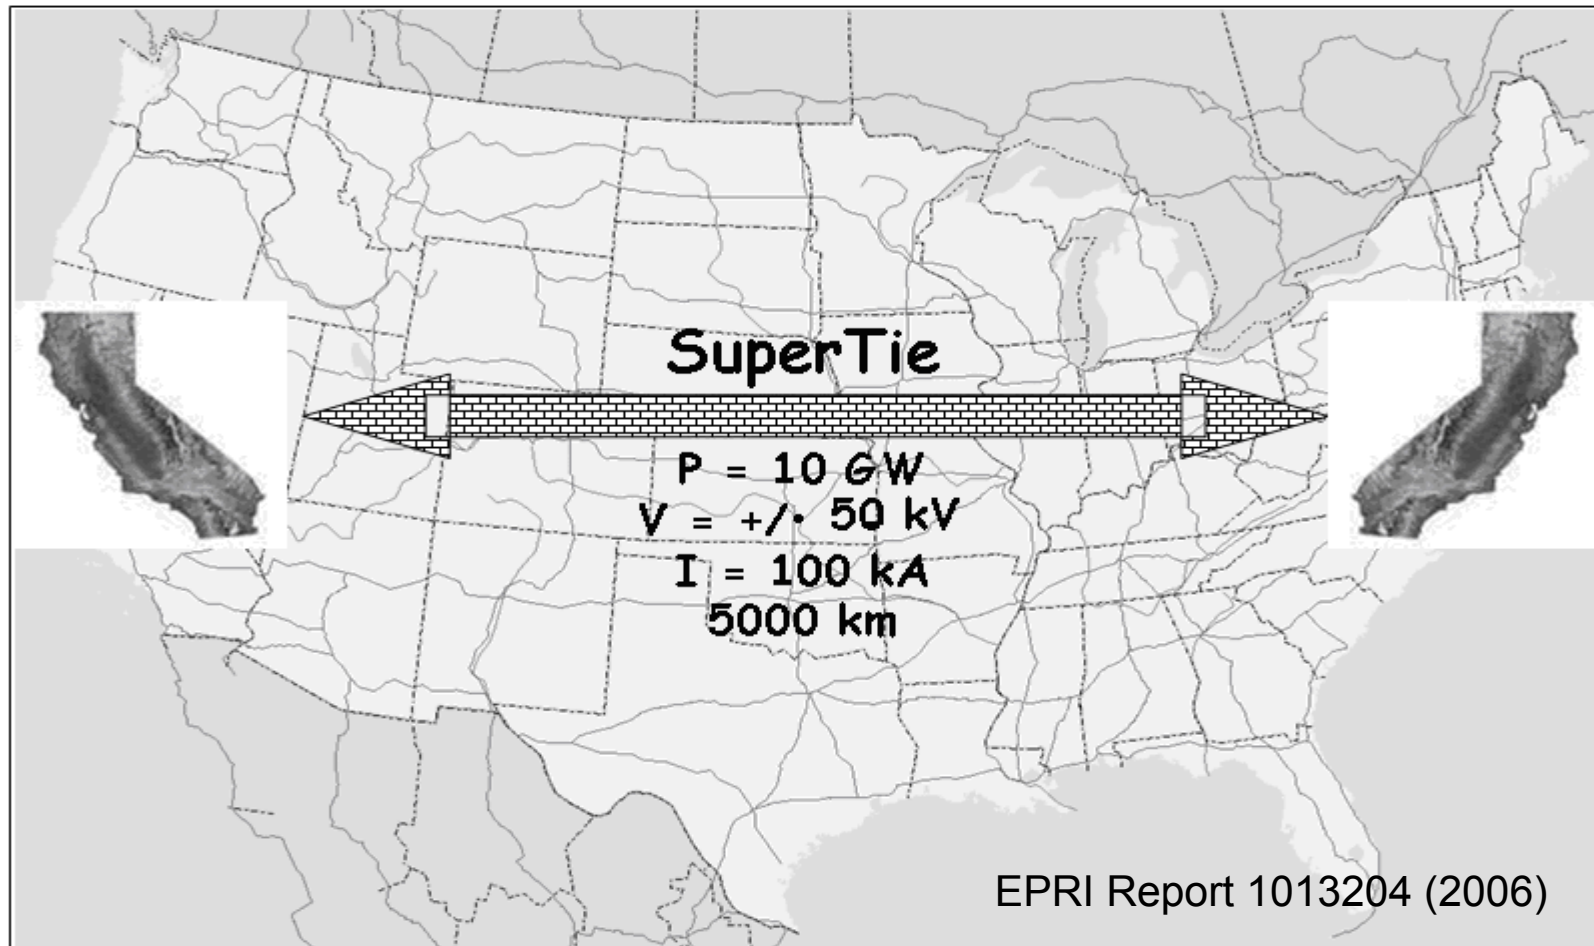 SuperTie
P = 10 GW
V = +/• 50 kV
I = 100 kA
5000 km
EPRI Report 1013204 (2006)